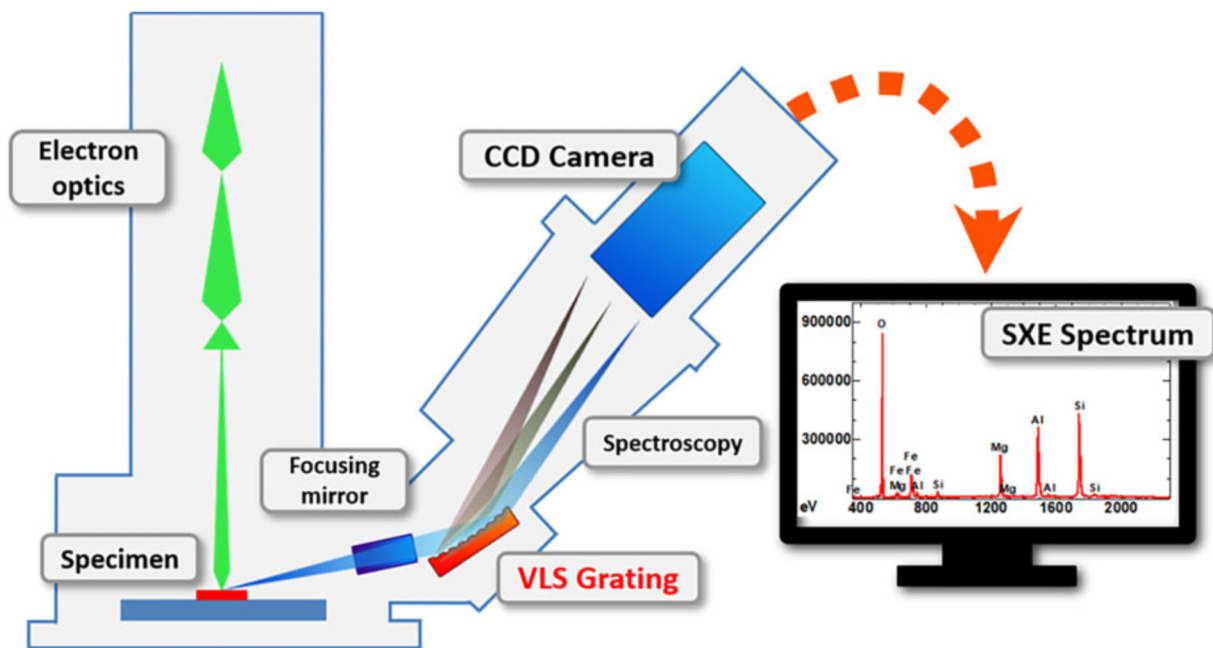 Electron
optics
CCD Camera
SXE Spectrum
Focusing
mirror
Spectroscopy
Specimen
VLS Grating
900000
600000
300000
eV
400
800
1200
1600
2000
O
Fe
Fe
Fe
Fe
Mg
Al
Si
Mg
Mg
Al
Al
Si
Si